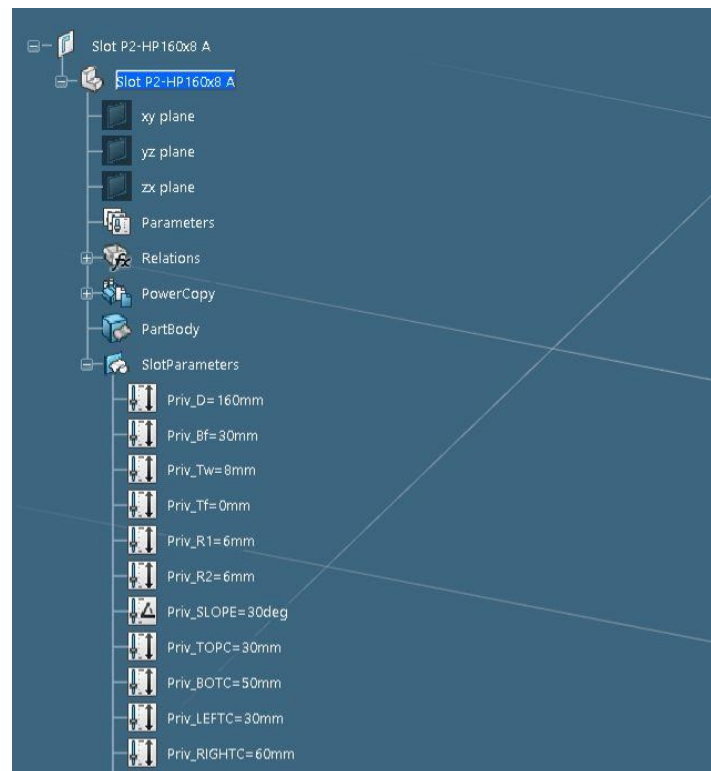 Slot P2-HP160x8 A
Slot P2-HP160x8 A
xy plane
yz plane
zx plane
Parameters
Relations
PowerCopy
PartBody
SlotParameters
Priv_D=160mm
Priv_Bf=30mm
Priv_Tw=8mm
Priv_Tf=0mm
Priv_R1=6mm
Priv_R2=6mm
Priv_SLOPE=30deg
Priv_TOPC=30mm
Priv_BOTC=50mm
Priv_LEFTC=30mm
Priv_RIGHTC=60mm